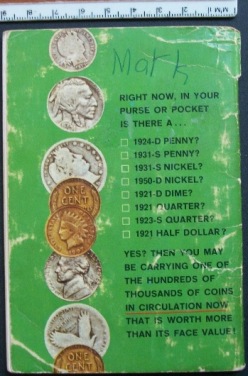 Mark
RIGHT NOW, IN YOUR
PURSE OR POCKET
IS THERE A...
1924-D PENNY?
1931-S PENNY?
1931-S NICKEL?
1950-D NICKEL?
1921-D DIME?
1921 QUARTER?
1923-S QUARTER?
1921 HALF DOLLAR?
YES? THEN YOU MAY
BE CARRYING ONE OF
THE HUNDREDS OF
THOUSANDS OF COINS
IN CIRCULATION NOW
THAT IS WORTH MORE
THAN ITS FACE VALUE!
ONE
CENT
ONE
CENT